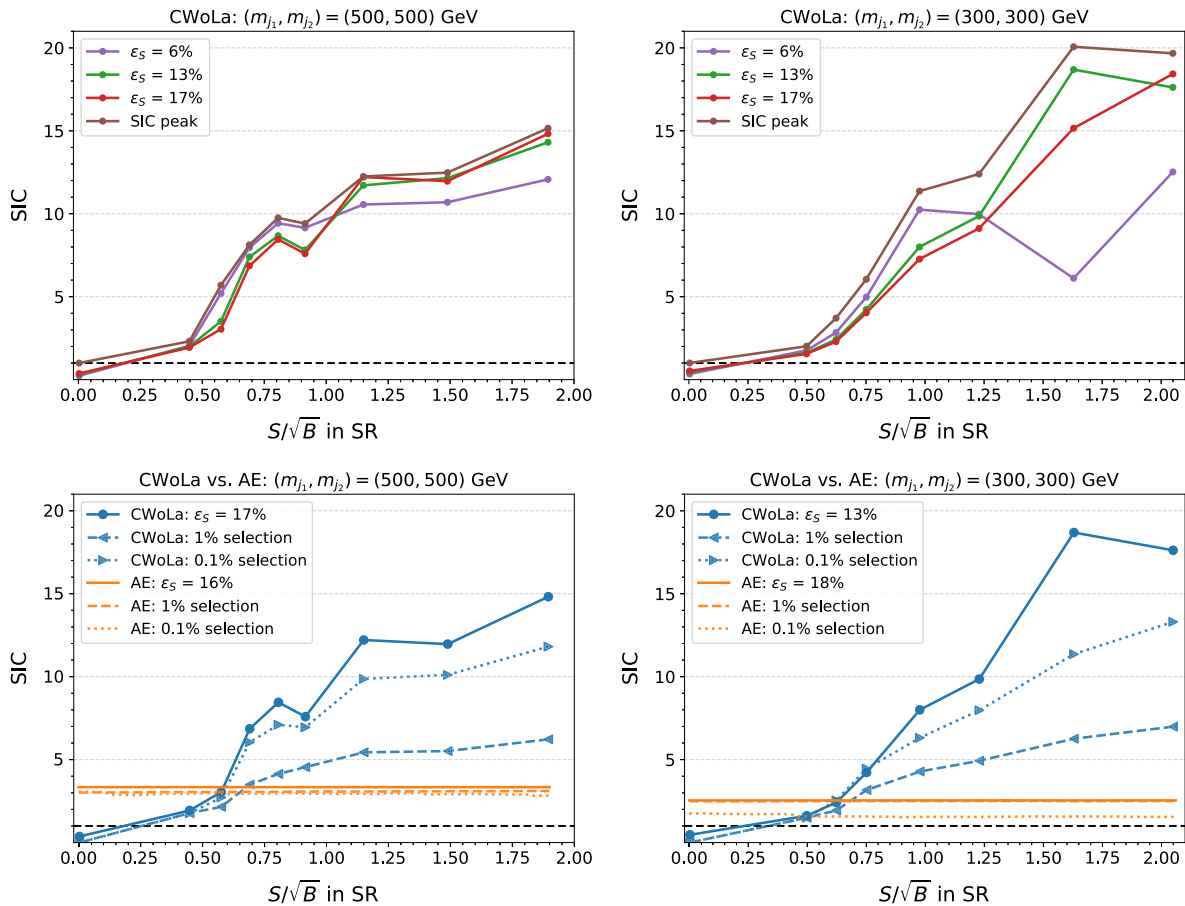 CWoLa: (m_{j_1}, m_{j_2}) = (500, 500) GeV
ε_S = 6%
ε_S = 13%
ε_S = 17%
SIC peak
20
15
10
5
SIC
0.00 0.25 0.50 0.75 1.00 1.25 1.50 1.75 2.00
S/√B in SR
CWoLa: (m_{j_1}, m_{j_2}) = (300, 300) GeV
ε_S = 6%
ε_S = 13%
ε_S = 17%
SIC peak
20
15
10
5
SIC
0.00 0.25 0.50 0.75 1.00 1.25 1.50 1.75 2.00
S/√B in SR
CWoLa vs. AE: (m_{j_1}, m_{j_2}) = (500, 500) GeV
CWoLa: ε_S = 17%
CWoLa: 1% selection
CWoLa: 0.1% selection
AE: ε_S = 16%
AE: 1% selection
AE: 0.1% selection
20
15
10
5
SIC
0.00 0.25 0.50 0.75 1.00 1.25 1.50 1.75 2.00
S/√B in SR
CWoLa vs. AE: (m_{j_1}, m_{j_2}) = (300, 300) GeV
CWoLa: ε_S = 13%
CWoLa: 1% selection
CWoLa: 0.1% selection
AE: ε_S = 18%
AE: 1% selection
AE: 0.1% selection
20
15
10
5
SIC
0.00 0.25 0.50 0.75 1.00 1.25 1.50 1.75 2.00
S/√B in SR